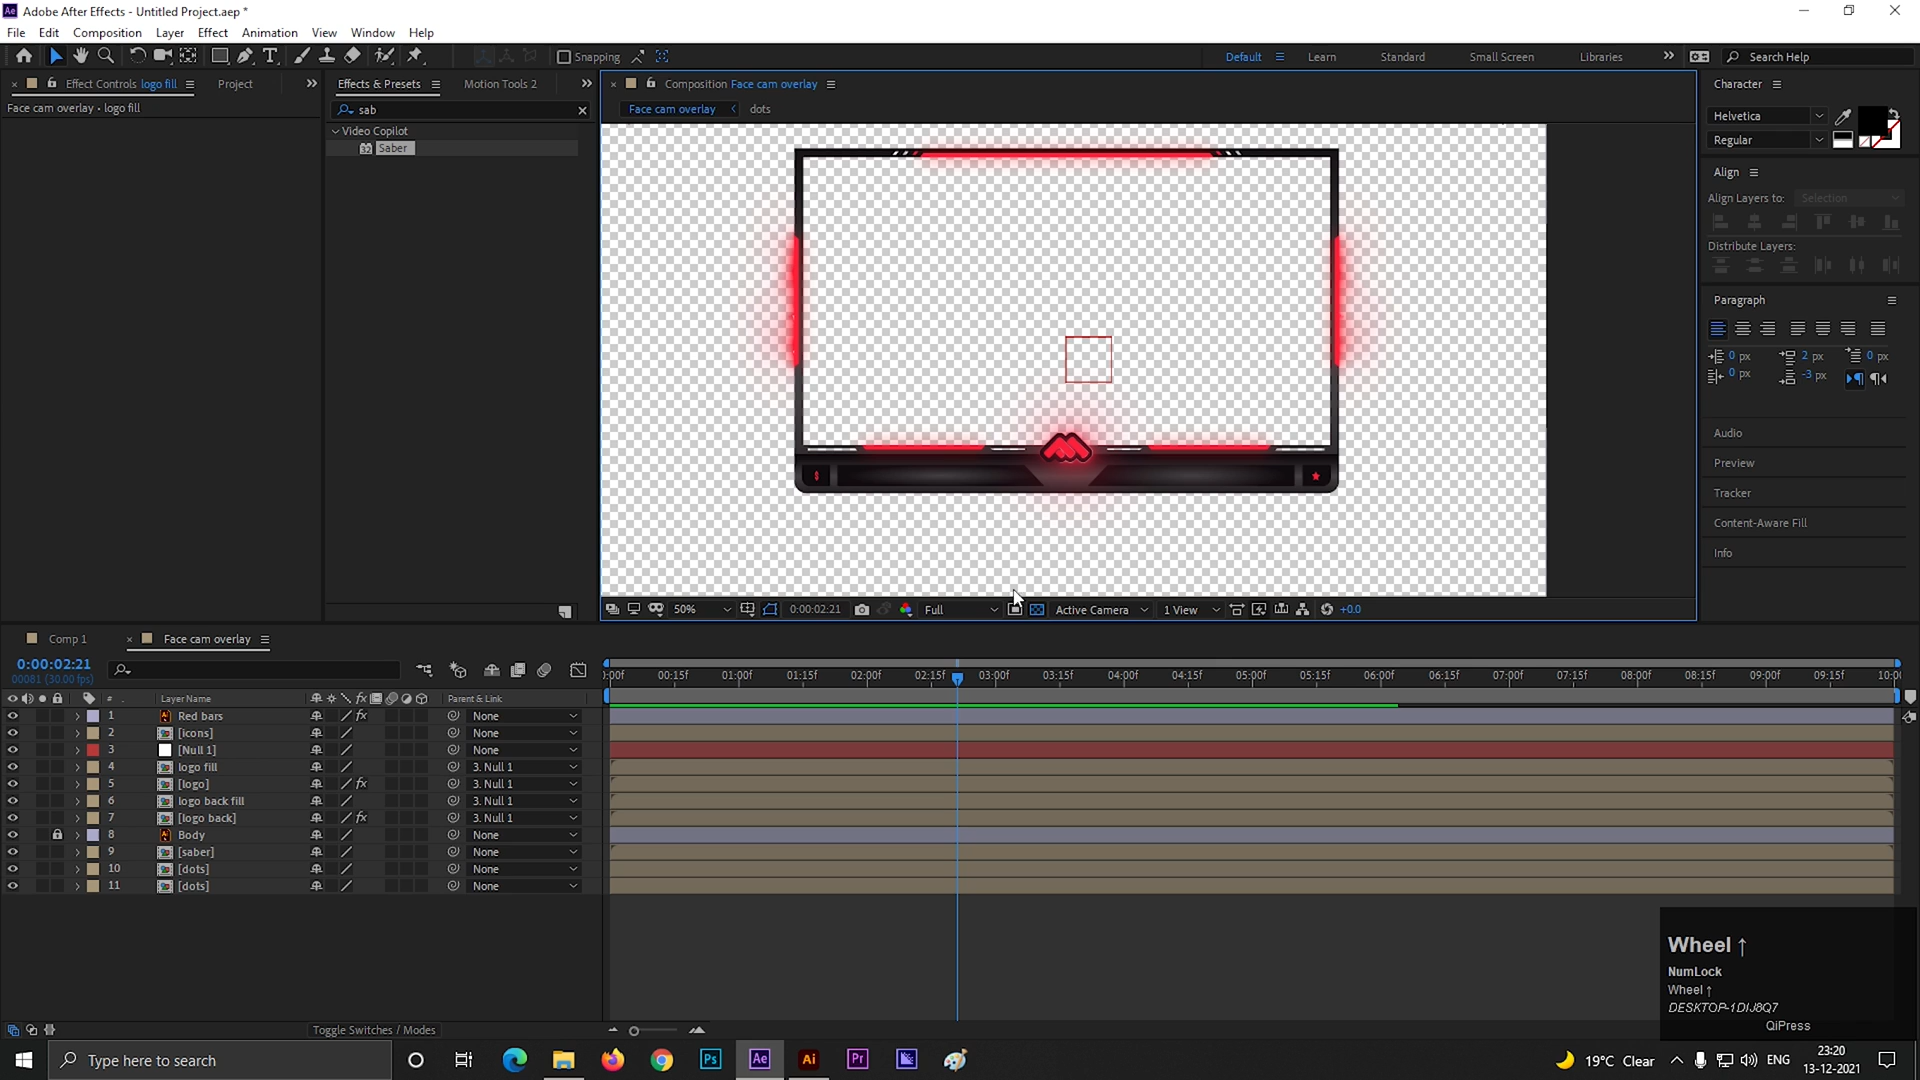 Adobe After Effects - Untitled Project.aep *
File Edit Composition Layer Effect Animation View Window Help
Snapping Default Learn Standard Small Screen Libraries Search Help
Effect Controls logo fill Project
Face cam overlay • logo fill
Effects & Presets Motion Tools 2
sab
Video Copilot
32 Saber
Composition Face cam overlay
Face cam overlay dots
50% 0:00:02:21 Full Active Camera 1 View +0.0
Character
Helvetica
Regular
Align
Align Layers to: Selection
Distribute Layers:
Paragraph
0 px 2 px 0 px
0 px -3 px
Audio
Preview
Tracker
Content-Aware Fill
Info
Comp 1 Face cam overlay
0:00:02:21
00081 (30.00 fps)
:00f 00:15f 01:00f 01:15f 02:00f 02:15f 03:00f 03:15f 04:00f 04:15f 05:00f 05:15f 06:00f 06:15f 07:00f 07:15f 08:00f 08:15f 09:00f 09:15f 10:0
# Layer Name Parent & Link
1 Red bars fx None
2 [icons] None
3 [Null 1] None
4 logo fill 3. Null 1
5 [logo] fx 3. Null 1
6 logo back fill 3. Null 1
7 [logo back] fx 3. Null 1
8 Body None
9 [saber] None
10 [dots] None
11 [dots] None
Toggle Switches / Modes
Wheel ↑
NumLock
Wheel ↑
DESKTOP-1DIJ8Q7
QiPress
Type here to search
Ps Ae Ai Pr
19°C Clear ENG
23:20
13-12-2021